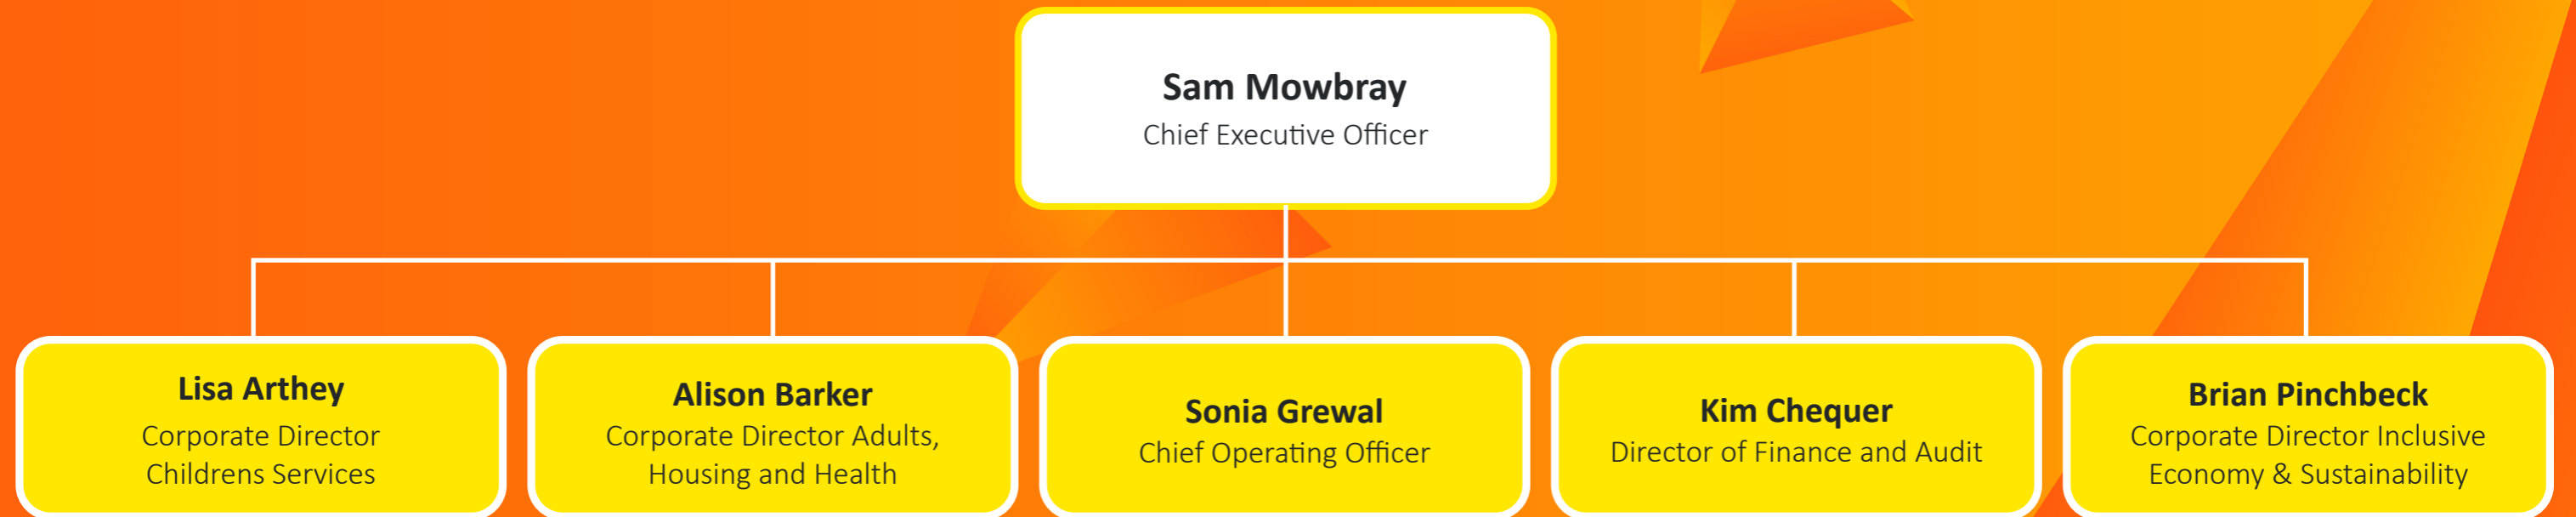 Sam Mowbray
Chief Executive Officer
Lisa Arthey
Corporate Director
Childrens Services
Alison Barker
Corporate Director Adults,
Housing and Health
Sonia Grewal
Chief Operating Officer
Kim Chequer
Director of Finance and Audit
Brian Pinchbeck
Corporate Director Inclusive
Economy & Sustainability